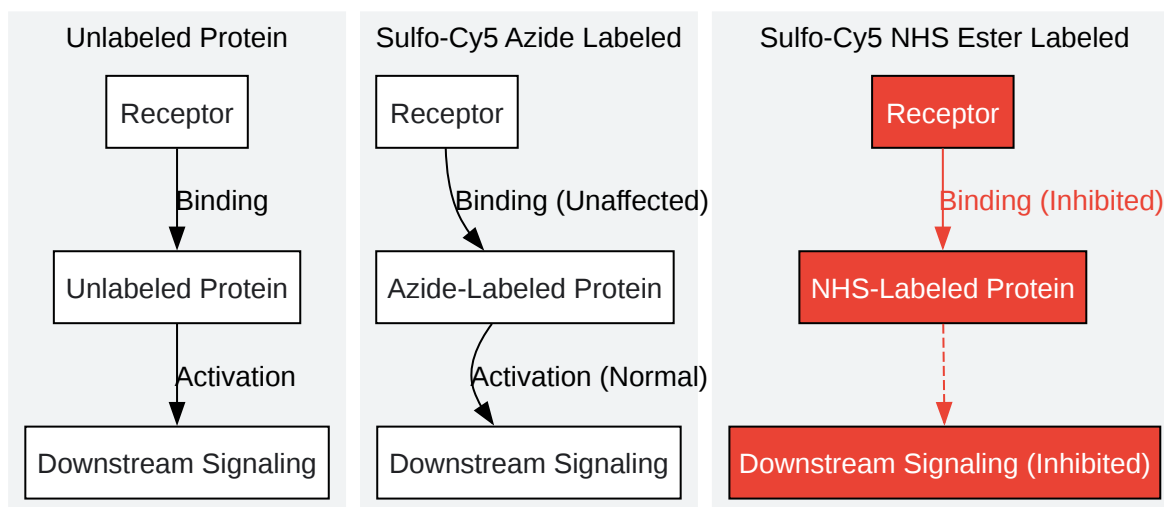 Unlabeled Protein
Receptor
Binding
Unlabeled Protein
Activation
Downstream Signaling
Sulfo-Cy5 Azide Labeled
Receptor
Binding (Unaffected)
Azide-Labeled Protein
Activation (Normal)
Downstream Signaling
Sulfo-Cy5 NHS Ester Labeled
Receptor
Binding (Inhibited)
NHS-Labeled Protein
Downstream Signaling (Inhibited)